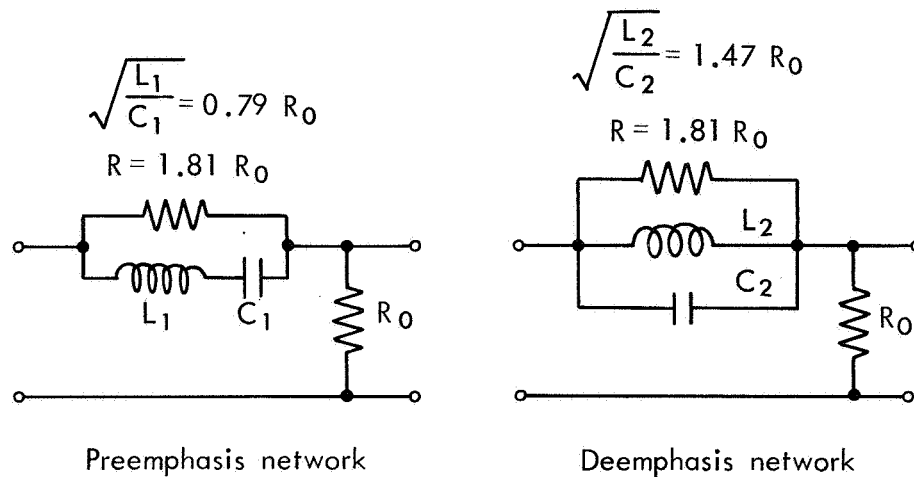 √L1/C1 = 0.79 R0
R = 1.81 R0
L1
C1
R0
Preemphasis network
√L2/C2 = 1.47 R0
R = 1.81 R0
L2
C2
R0
Deemphasis network